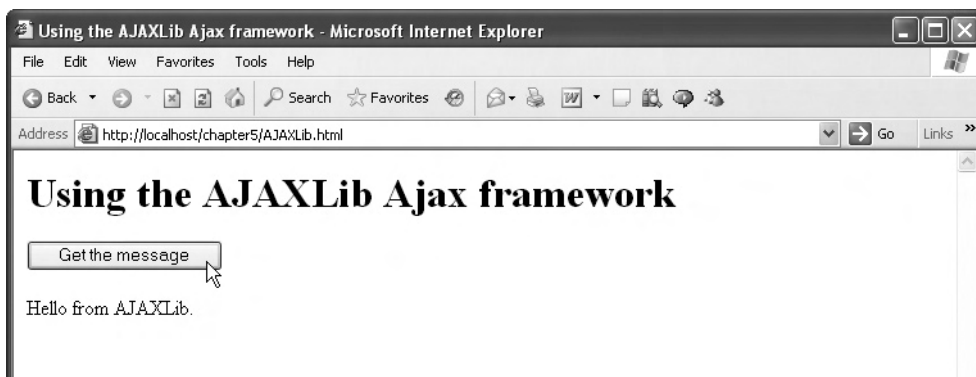 Using the AJAXLib Ajax framework - Microsoft Internet Explorer
File Edit View Favorites Tools Help
Back Search Favorites
Address http://localhost/chapter5/AJAXLib.html Go Links »
Using the AJAXLib Ajax framework
Get the message
Hello from AJAXLib.